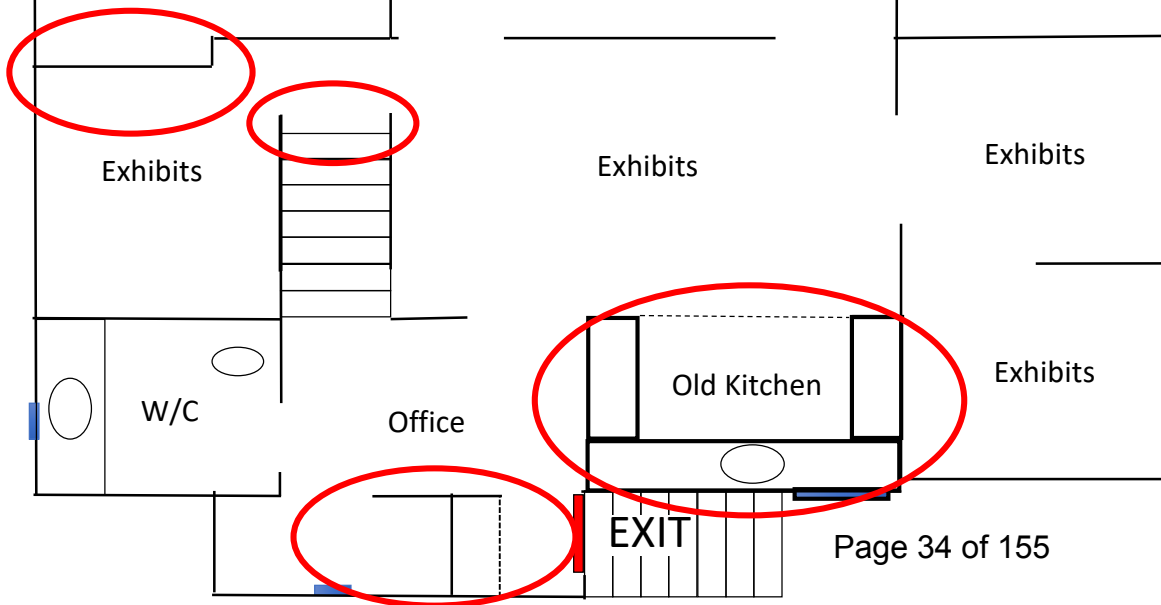 Exhibits
Exhibits
Exhibits
Old Kitchen
Exhibits
W/C
Office
EXIT
Page 34 of 155